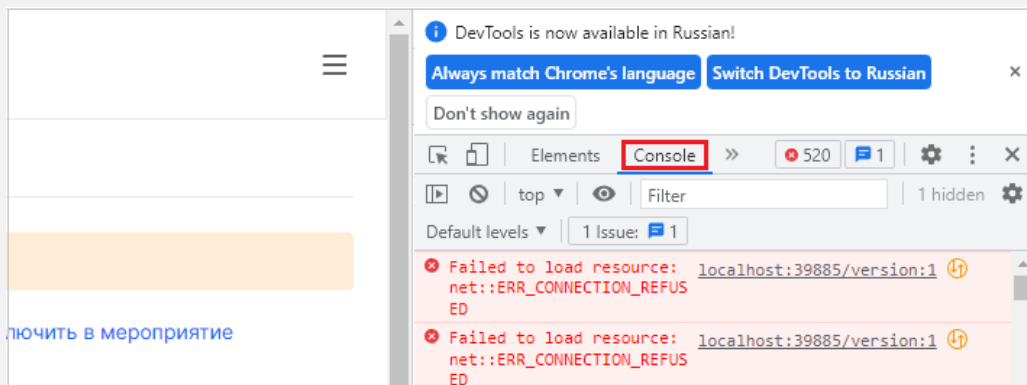 DevTools is now available in Russian!
Always match Chrome's language Switch DevTools to Russian
Don't show again
Elements Console 520 1
top Filter 1 hidden
Default levels 1 Issue: 1
Failed to load resource: localhost:39885/version:1
net::ERR_CONNECTION_REFUS
ED
лючить в мероприятие
Failed to load resource: localhost:39885/version:1
net::ERR_CONNECTION_REFUS
ED